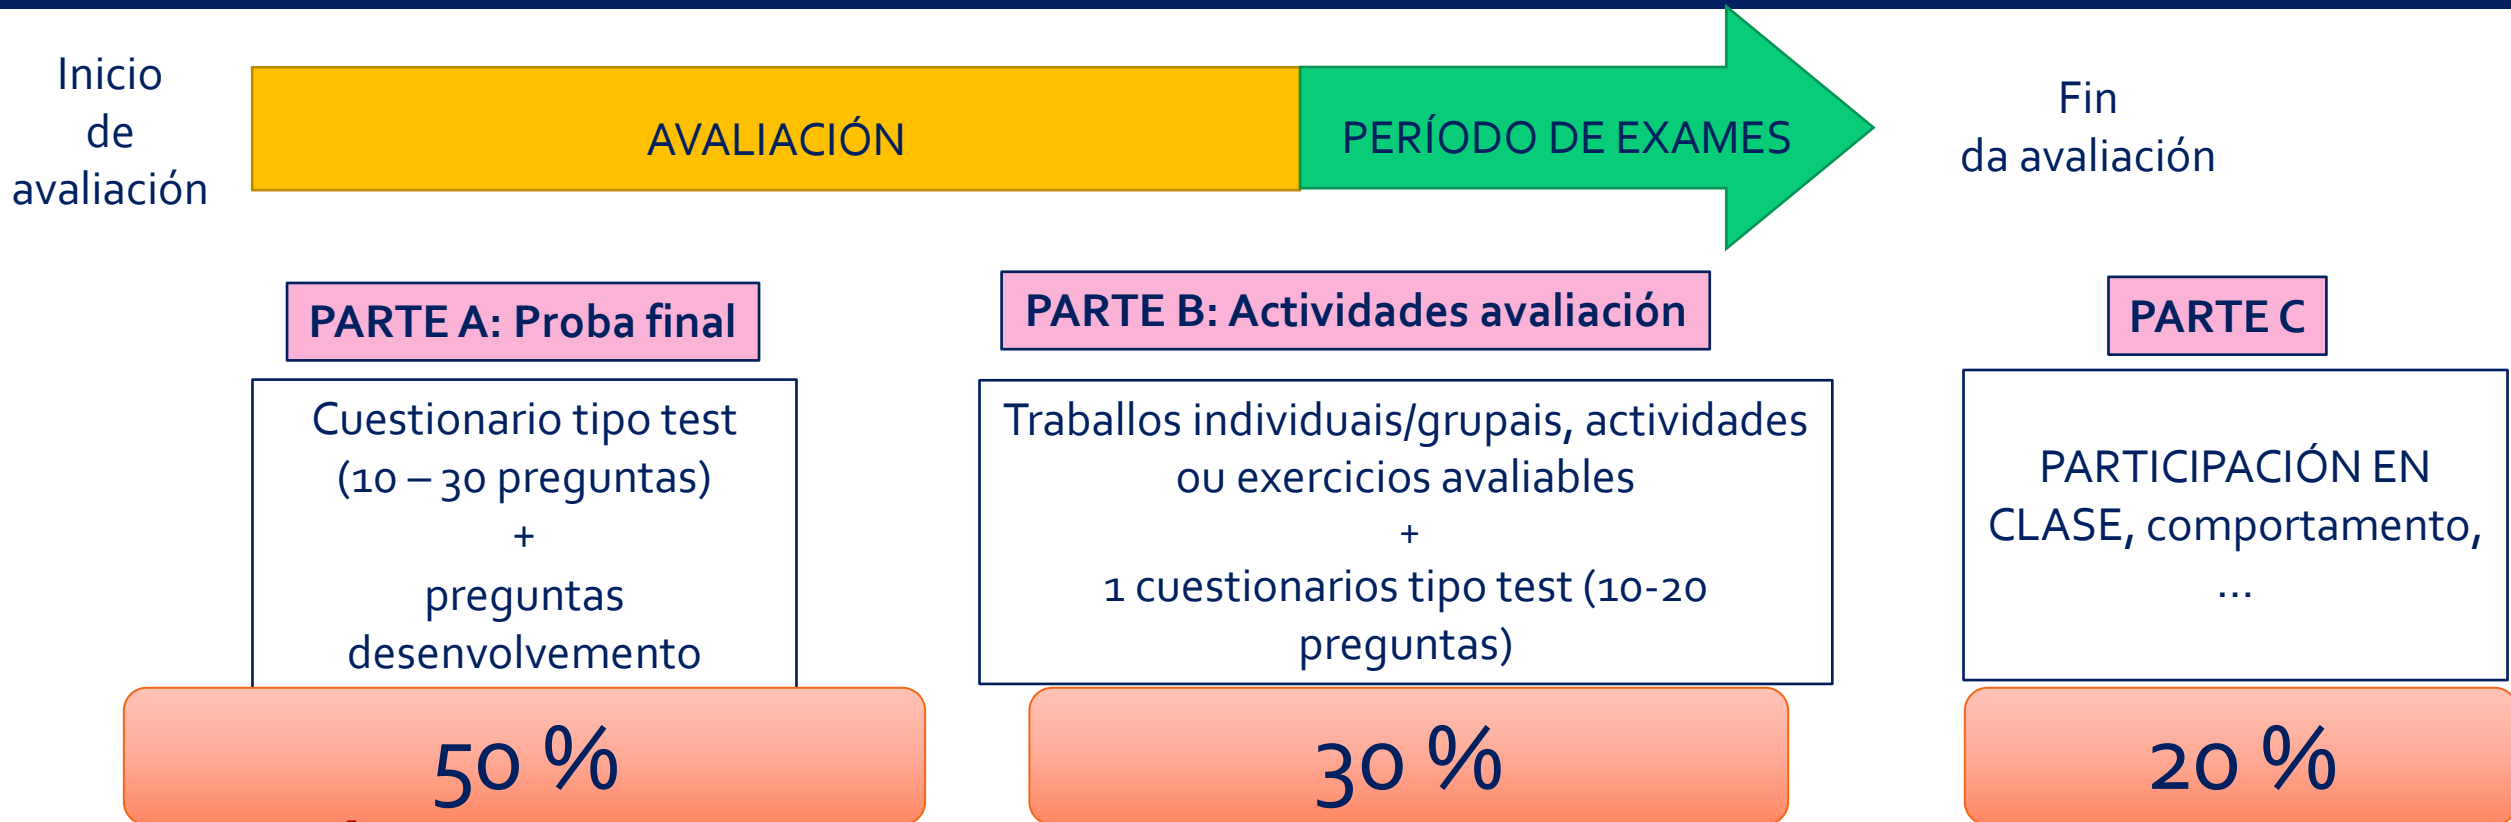 Inicio
de
avaliación
AVALIACIÓN
PERÍODO DE EXAMES
Fin
da avaliación
PARTE A: Proba final
Cuestionario tipo test
(10 – 30 preguntas)
+
preguntas
desenvolvemento
50 %
PARTE B: Actividades avaliación
Traballos individuais/grupais, actividades
ou exercicios avaliables
+
1 cuestionarios tipo test (10-20
preguntas)
30 %
PARTE C
PARTICIPACIÓN EN
CLASE, comportamento,
...
20 %